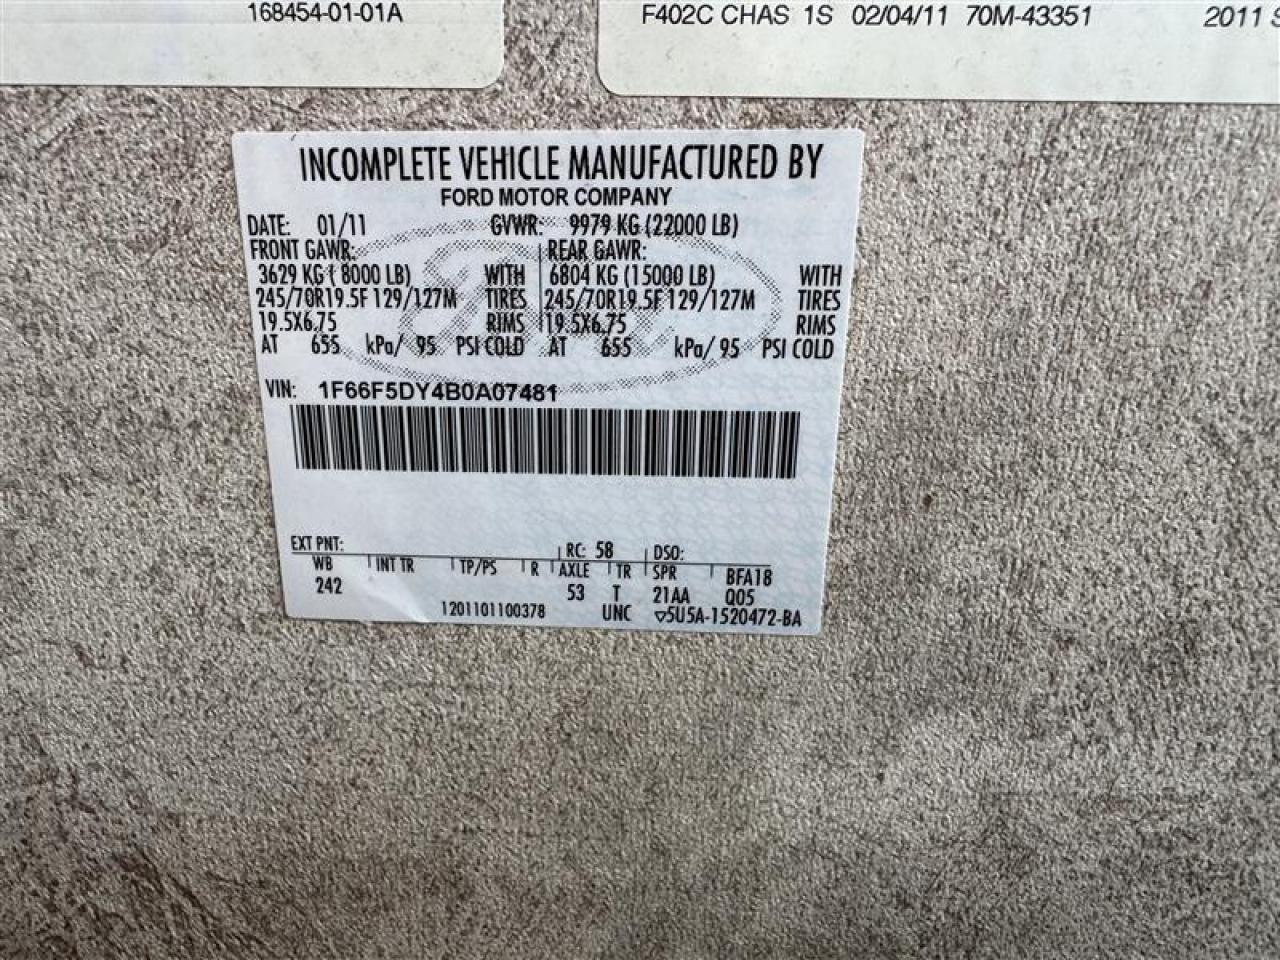 168454-01-01A
F402C CHAS 1S 02/04/11 70M-43351 2011
INCOMPLETE VEHICLE MANUFACTURED BY
FORD MOTOR COMPANY
DATE: 01/11 GVWR: 9979 KG (22000 LB)
FRONT GAWR: REAR GAWR:
3629 KG ( 8000 LB) WITH 6804 KG (15000 LB) WITH
245/70R19.5F 129/127M TIRES 245/70R19.5F 129/127M TIRES
19.5X6.75 RIMS 19.5X6.75 RIMS
AT 655 kPa/ 95 PSI COLD AT 655 kPa/ 95 PSI COLD
VIN: 1F66F5DY4B0A07481
EXT PNT: RC: 58 DSO:
WB INT TR TP/PS R AXLE TR SPR BFA18
242 53 T 21AA Q05
1201101100378 UNC ▽5U5A-1520472-BA